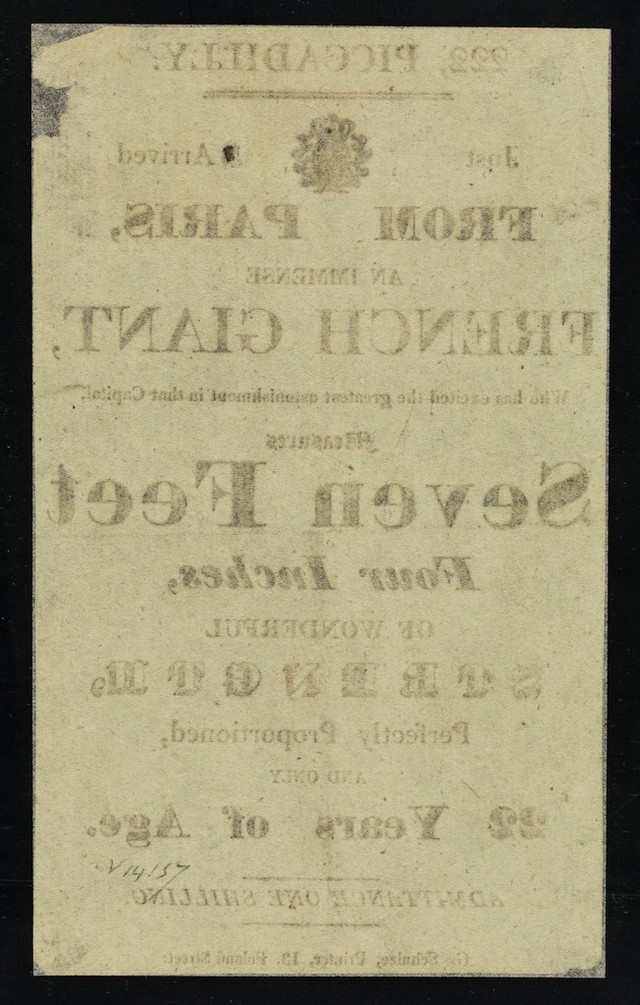 222, PICCADILLY.
Just Arrived
FROM PARIS,
AN IMMENSE
FRENCH GIANT,
Who has excited the greatest astonishment in that Capital,
Measures
Seven Feet
Four Inches,
OF WONDERFUL
STRENGTH,
Perfectly Proportioned,
AND ONLY
22 Years of Age.
V14157
ADMITTANCE ONE SHILLING.
G. Schulze, Printer, 13, Poland Street.